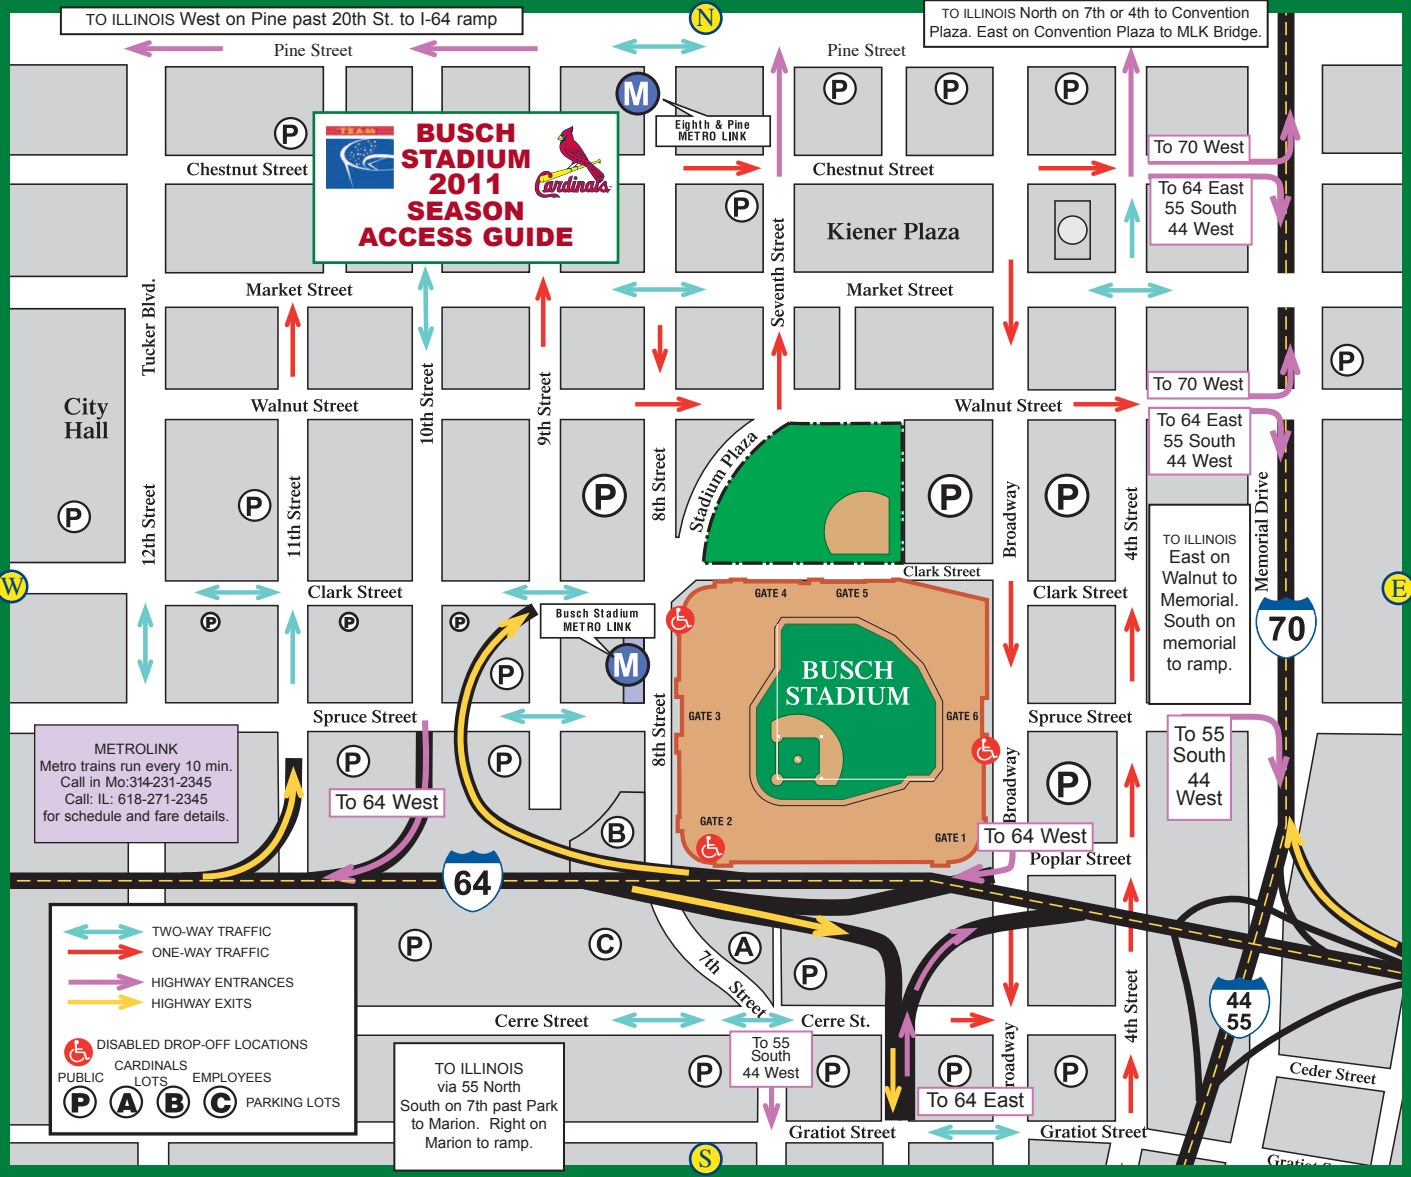 TO ILLINOIS West on Pine past 20th St. to I-64 ramp
N
TO ILLINOIS North on 7th or 4th to Convention
Plaza. East on Convention Plaza to MLK Bridge.
Pine Street
Pine Street
M
P
P
P
Eighth & Pine
METRO LINK
P
TEAM
BUSCH
STADIUM
2011
SEASON
ACCESS GUIDE
Cardinals
To 70 West
Chestnut Street
Chestnut Street
To 64 East
55 South
44 West
P
Kiener Plaza
Seventh Street
Market Street
Market Street
Tucker Blvd.
10th Street
9th Street
P
To 70 West
City
Hall
Walnut Street
Walnut Street
To 64 East
55 South
44 West
Stadium Plaza
P
P
12th Street
11th Street
P
8th Street
P
Broadway
P
4th Street
Memorial Drive
TO ILLINOIS
East on
Walnut to
Memorial.
South on
memorial
to ramp.
W
E
Clark Street
Clark Street
Clark Street
GATE 4
GATE 5
P
P
P
Busch Stadium
METRO LINK
M
P
70
BUSCH
STADIUM
Spruce Street
8th Street
GATE 3
GATE 6
Spruce Street
METROLINK
Metro trains run every 10 min.
Call in Mo:314-231-2345
Call: IL: 618-271-2345
for schedule and fare details.
P
P
Broadway
P
To 55
South
44
West
To 64 West
B
GATE 2
GATE 1
To 64 West
Poplar Street
64
TWO-WAY TRAFFIC
ONE-WAY TRAFFIC
HIGHWAY ENTRANCES
HIGHWAY EXITS
DISABLED DROP-OFF LOCATIONS
PUBLIC
CARDINALS
LOTS
EMPLOYEES
P
A
B
C
PARKING LOTS
P
C
A
P
7th Street
44
55
4th Street
Cerre Street
Cerre St.
roadway
TO ILLINOIS
via 55 North
South on 7th past Park
to Marion. Right on
Marion to ramp.
P
To 55
South
44 West
P
P
P
Ceder Street
To 64 East
Gratiot Street
Gratiot Street
S